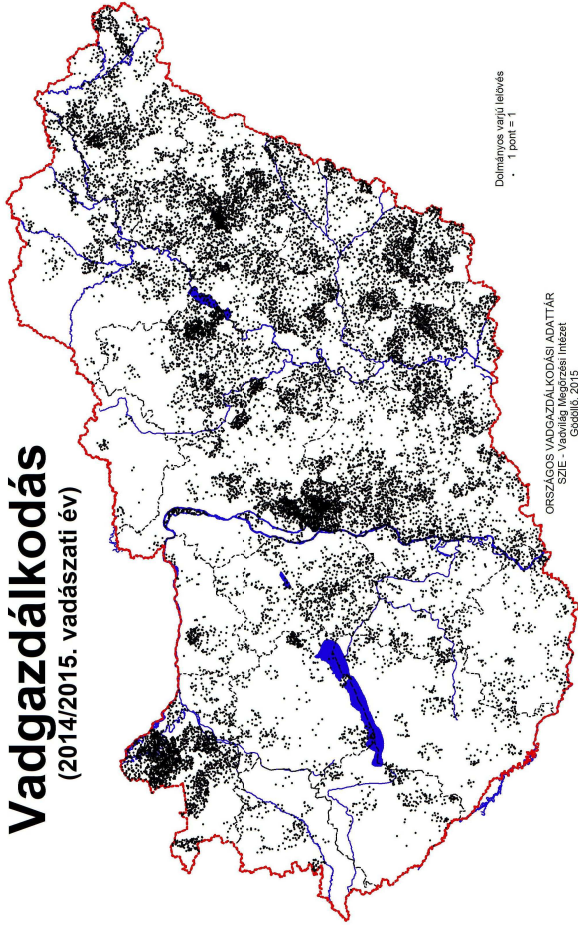 Vadgazdálkodás
(2014/2015. vadászati év)
Dolmányos varjú lelövés
• 1 pont = 1
ORSZÁGOS VADGAZDÁLKODÁSI ADATTÁR
SZIE - Vadvilág Megőrzési Intézet
Gödöllő, 2015